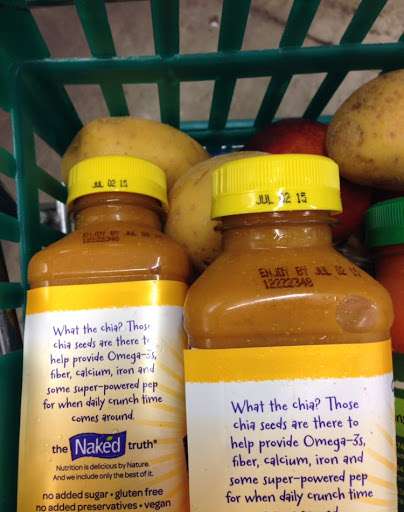 JUL 02 15
ENJOY BY JUL 02
12222348
What the chia? Those
chia seeds are there to
help provide Omega-3s,
fiber, calcium, iron and
some super-powered pep
for when daily crunch time
comes around.
the Naked truth®
Nutrition is delicious by Nature.
And we include only the best of it.
no added sugar • gluten free
no added preservatives • vegan
JUL 02 15
ENJOY BY JUL 02 15
12222348
What the chia? Those
chia seeds are there to
help provide Omega-3s,
fiber, calcium, iron and
some super-powered pep
for when daily crunch time